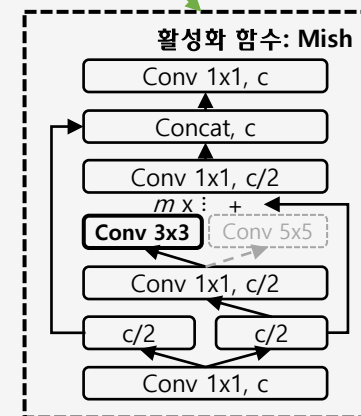 활성화 함수: Mish
Conv 1x1, c
Concat, c
Conv 1x1, c/2
m x ⋮ +
Conv 3x3 Conv 5x5
Conv 1x1, c/2
c/2 c/2
Conv 1x1, c